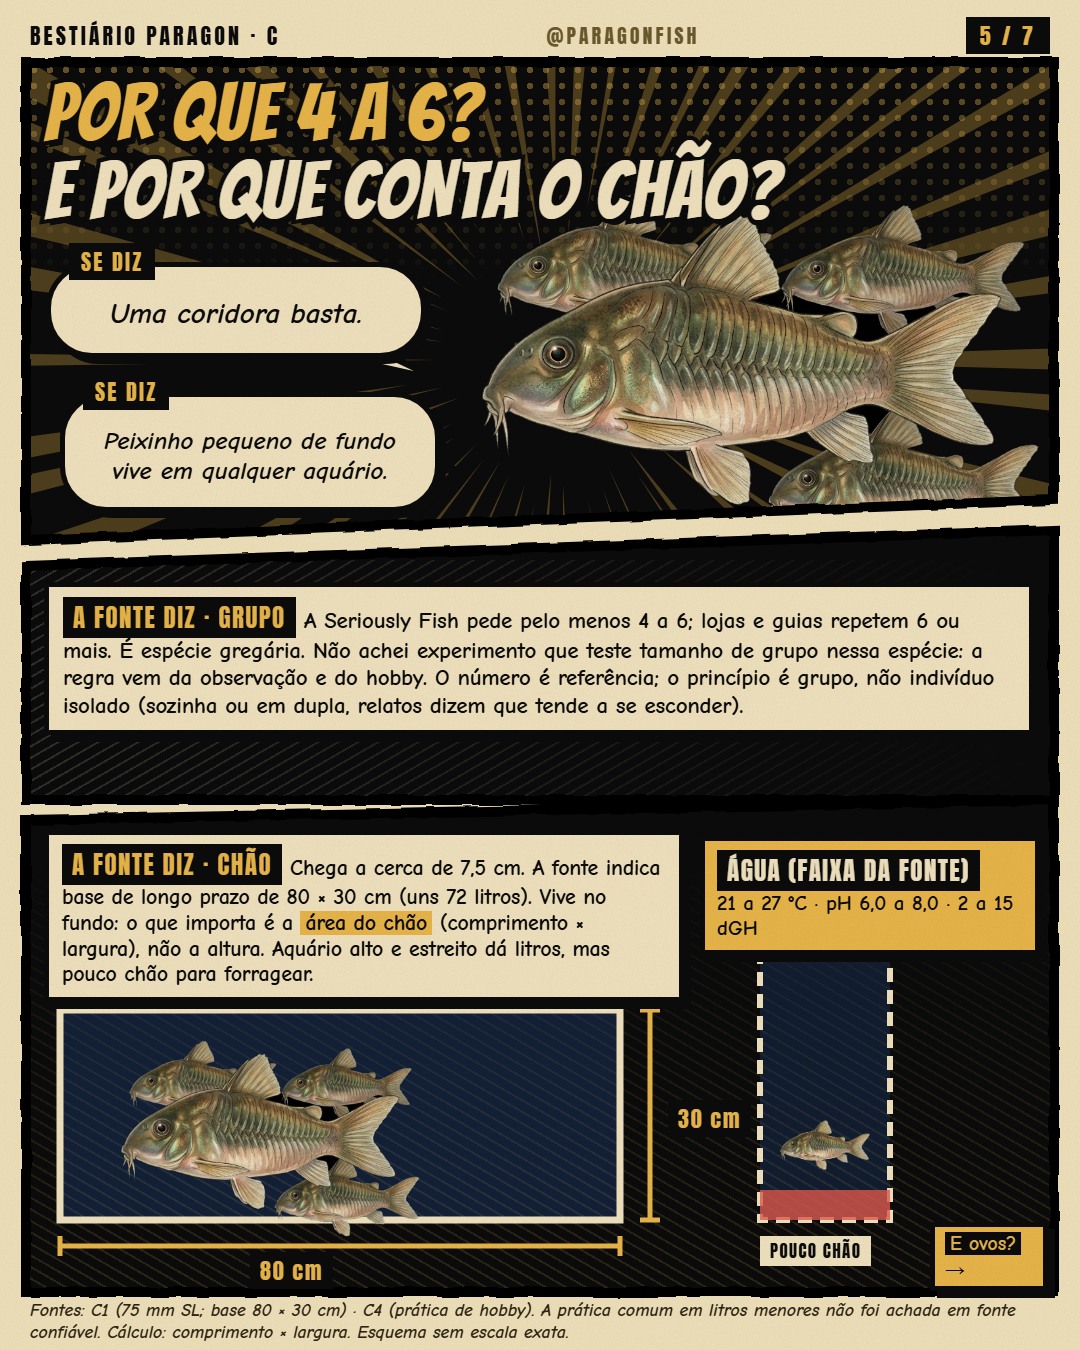 BESTIÁRIO PARAGON · C
@PARAGONFISH
5 / 7
POR QUE 4 A 6?
E POR QUE CONTA O CHÃO?
SE DIZ
Uma coridora basta.
SE DIZ
Peixinho pequeno de fundo
vive em qualquer aquário.
A FONTE DIZ · GRUPO A Seriously Fish pede pelo menos 4 a 6; lojas e guias repetem 6 ou
mais. É espécie gregária. Não achei experimento que teste tamanho de grupo nessa espécie: a
regra vem da observação e do hobby. O número é referência; o princípio é grupo, não indivíduo
isolado (sozinha ou em dupla, relatos dizem que tende a se esconder).
A FONTE DIZ · CHÃO Chega a cerca de 7,5 cm. A fonte indica
base de longo prazo de 80 × 30 cm (uns 72 litros). Vive no
fundo: o que importa é a área do chão (comprimento ×
largura), não a altura. Aquário alto e estreito dá litros, mas
pouco chão para forragear.
ÁGUA (FAIXA DA FONTE)
21 a 27 °C · pH 6,0 a 8,0 · 2 a 15
dGH
30 cm
80 cm
POUCO CHÃO
E ovos?
→
Fontes: C1 (75 mm SL; base 80 × 30 cm) · C4 (prática de hobby). A prática comum em litros menores não foi achada em fonte
confiável. Cálculo: comprimento × largura. Esquema sem escala exata.